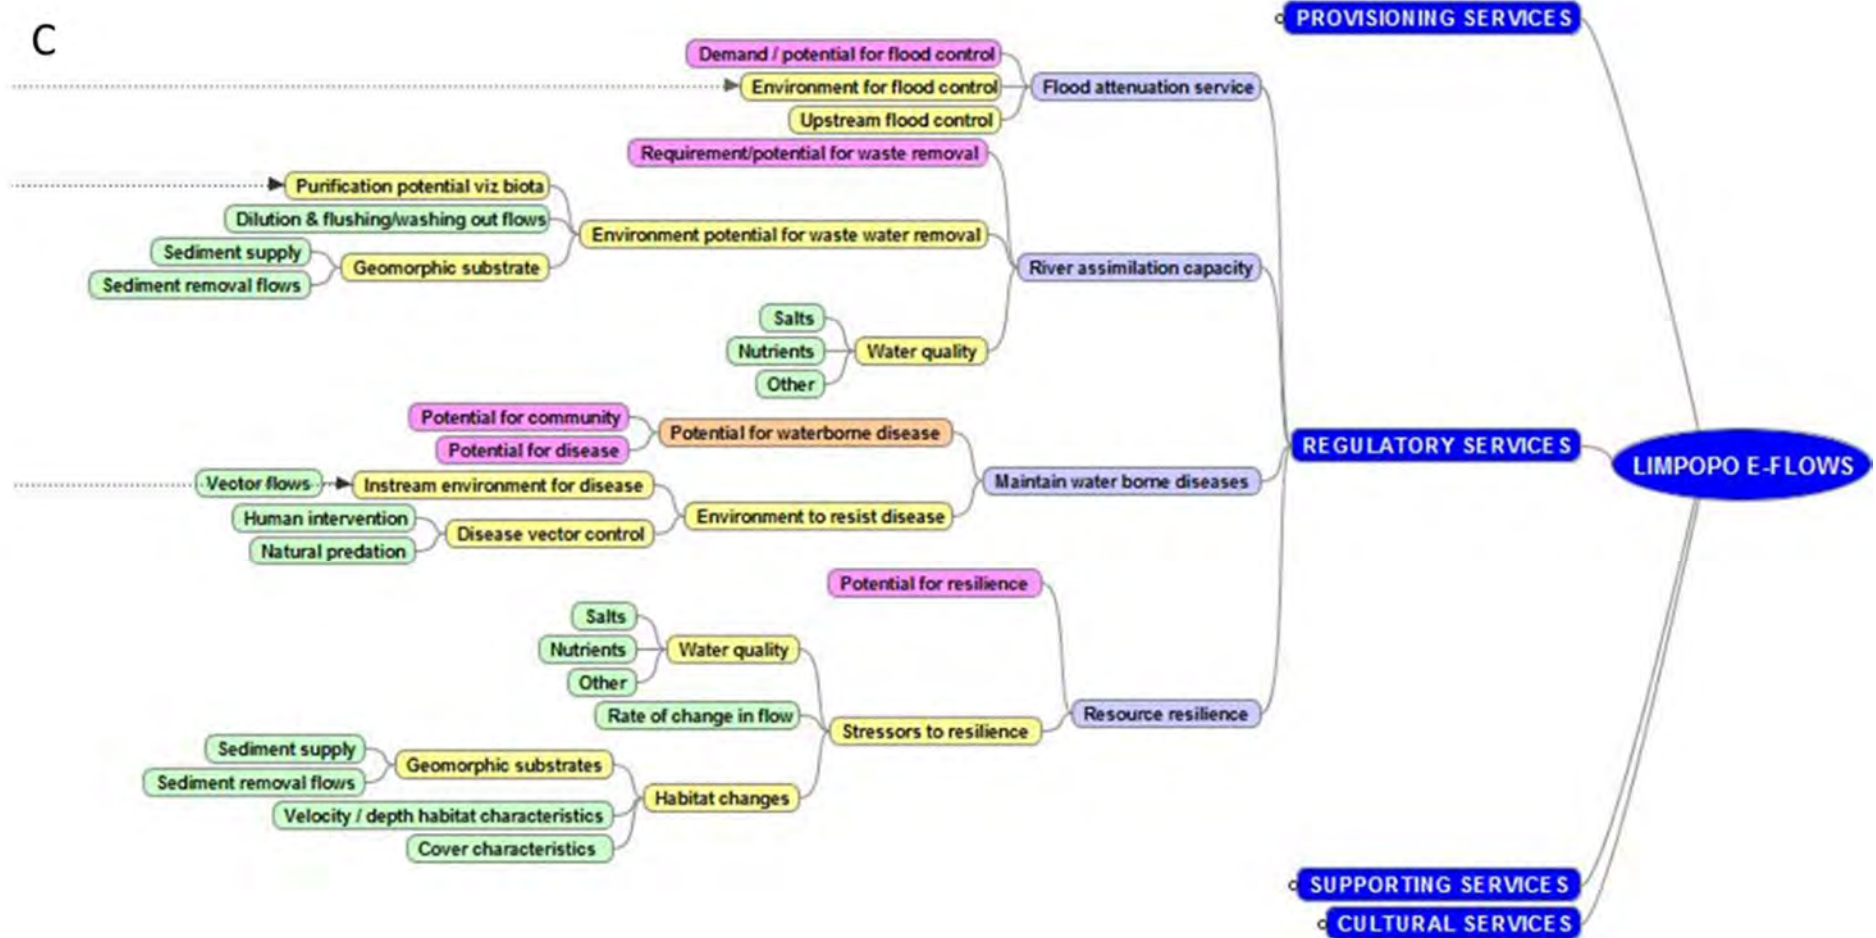 C
PROVISIONING SERVICES
Demand / potential for flood control
Environment for flood control
Flood attenuation service
Upstream flood control
Requirement/potential for waste removal
Purification potential viz biota
Dilution & flushing/washing out flows
Environment potential for waste water removal
Sediment supply
Geomorphic substrate
River assimilation capacity
Sediment removal flows
Salts
Nutrients
Water quality
Other
Potential for community
Potential for waterborne disease
Potential for disease
REGULATORY SERVICES
LIMPOPO E-FLOWS
Vector flows
Instream environment for disease
Maintain water borne diseases
Human intervention
Environment to resist disease
Disease vector control
Natural predation
Potential for resilience
Salts
Nutrients
Water quality
Other
Rate of change in flow
Stressors to resilience
Resource resilience
Sediment supply
Geomorphic substrates
Sediment removal flows
Habitat changes
Velocity / depth habitat characteristics
Cover characteristics
SUPPORTING SERVICES
CULTURAL SERVICES